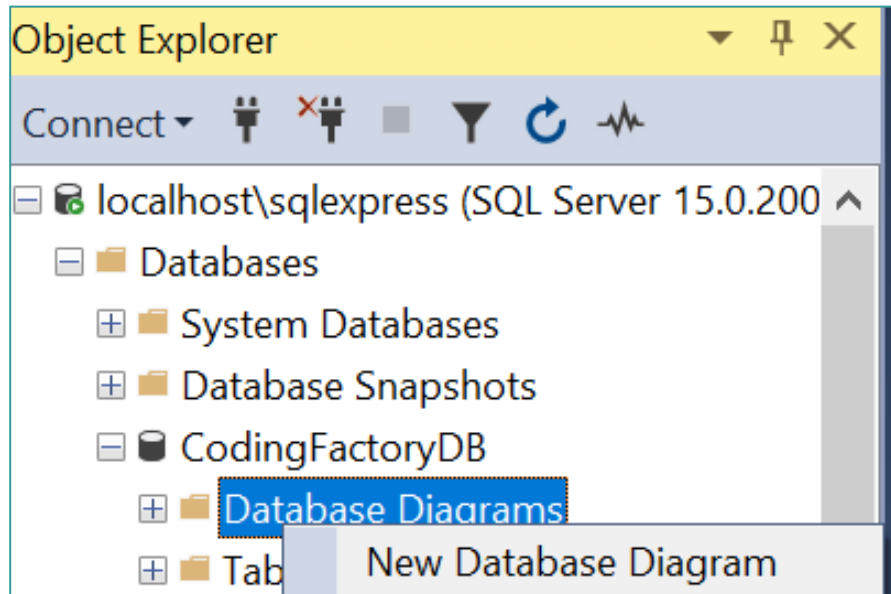 Object Explorer
Connect
localhost\sqlexpress (SQL Server 15.0.200
Databases
System Databases
Database Snapshots
CodingFactoryDB
Database Diagrams
Tab
New Database Diagram